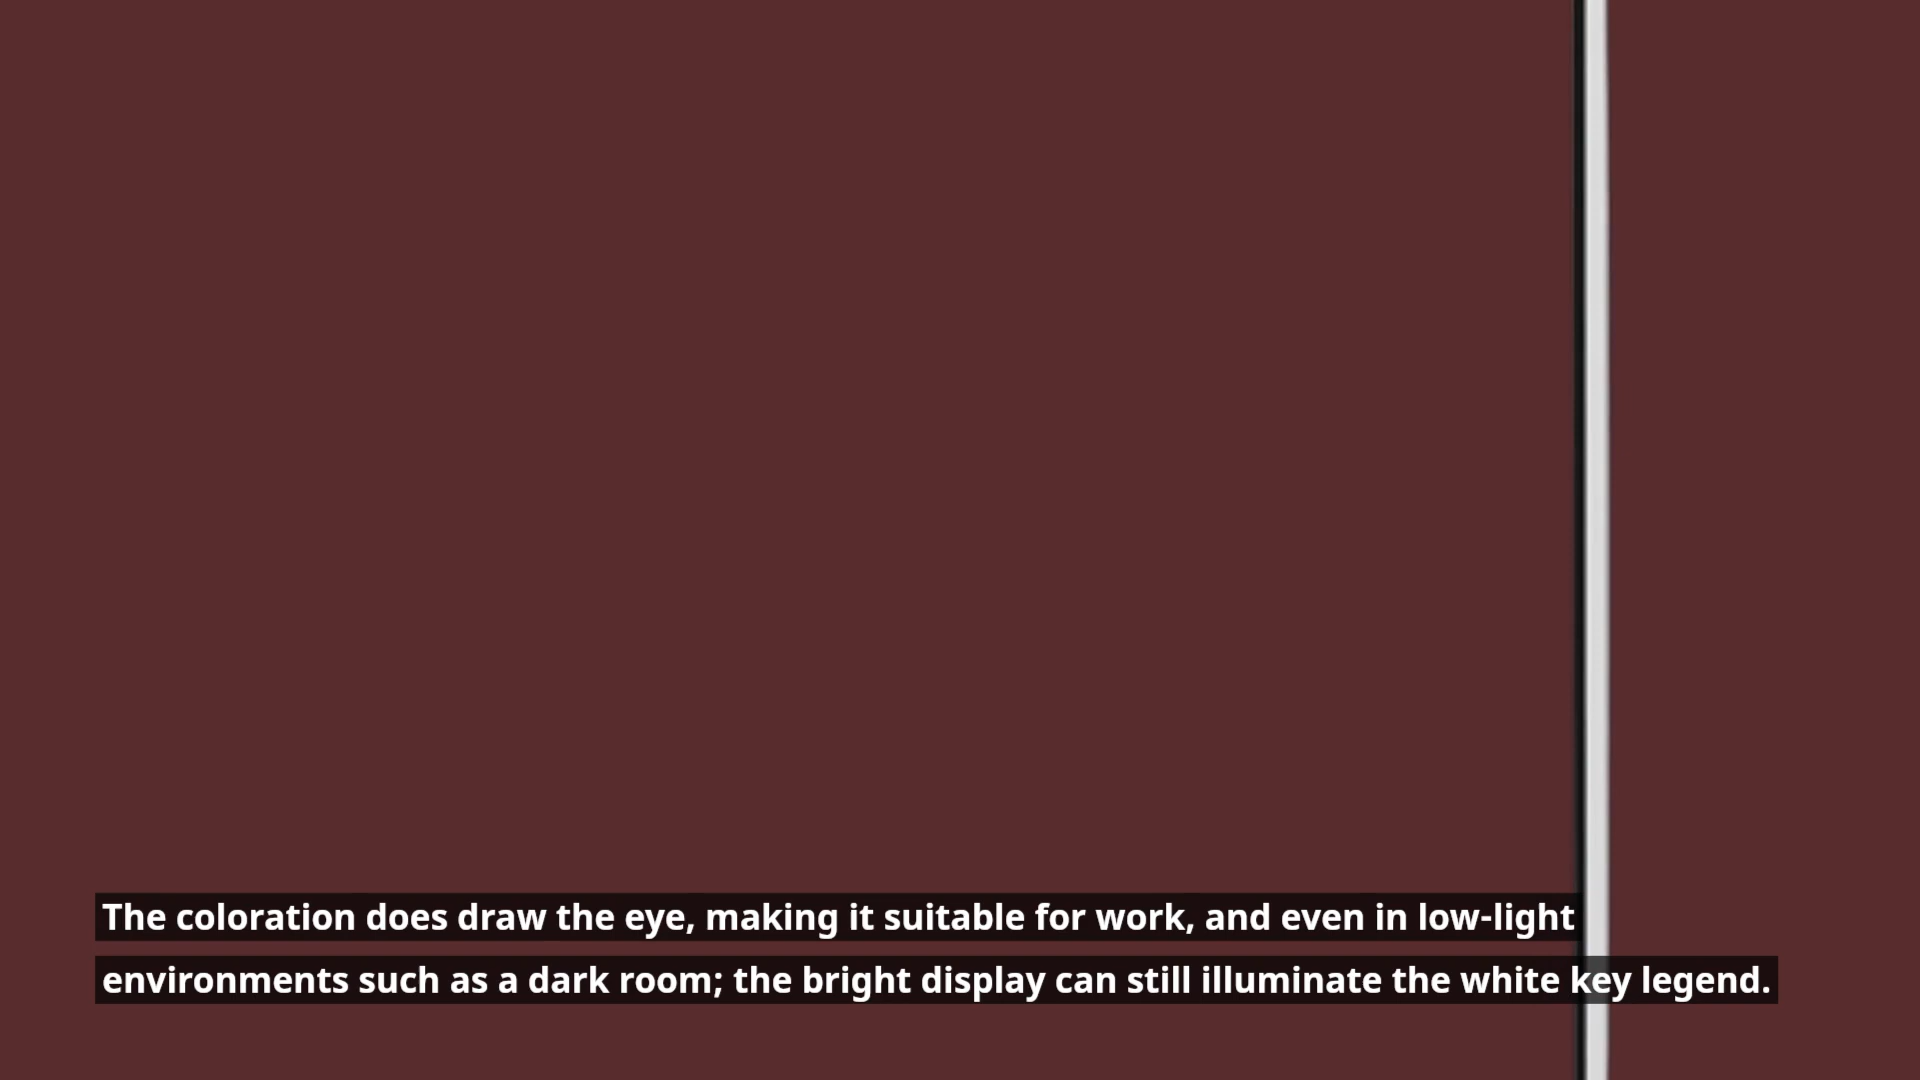 The coloration does draw the eye, making it suitable for work, and even in low-light
environments such as a dark room; the bright display can still illuminate the white key legend.